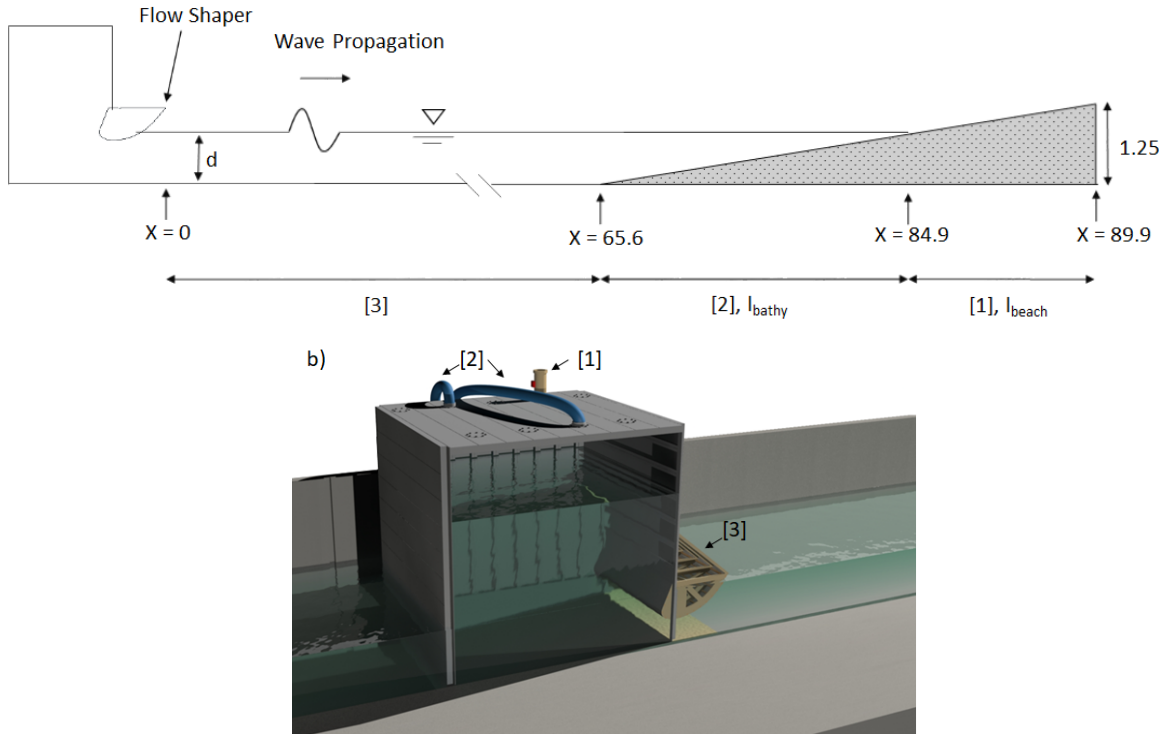 Flow Shaper
Wave Propagation
d
1.25
X = 0
X = 65.6
X = 84.9
X = 89.9
[3]
[2], lbathy
[1], lbeach
b)
[2]
[1]
[3]